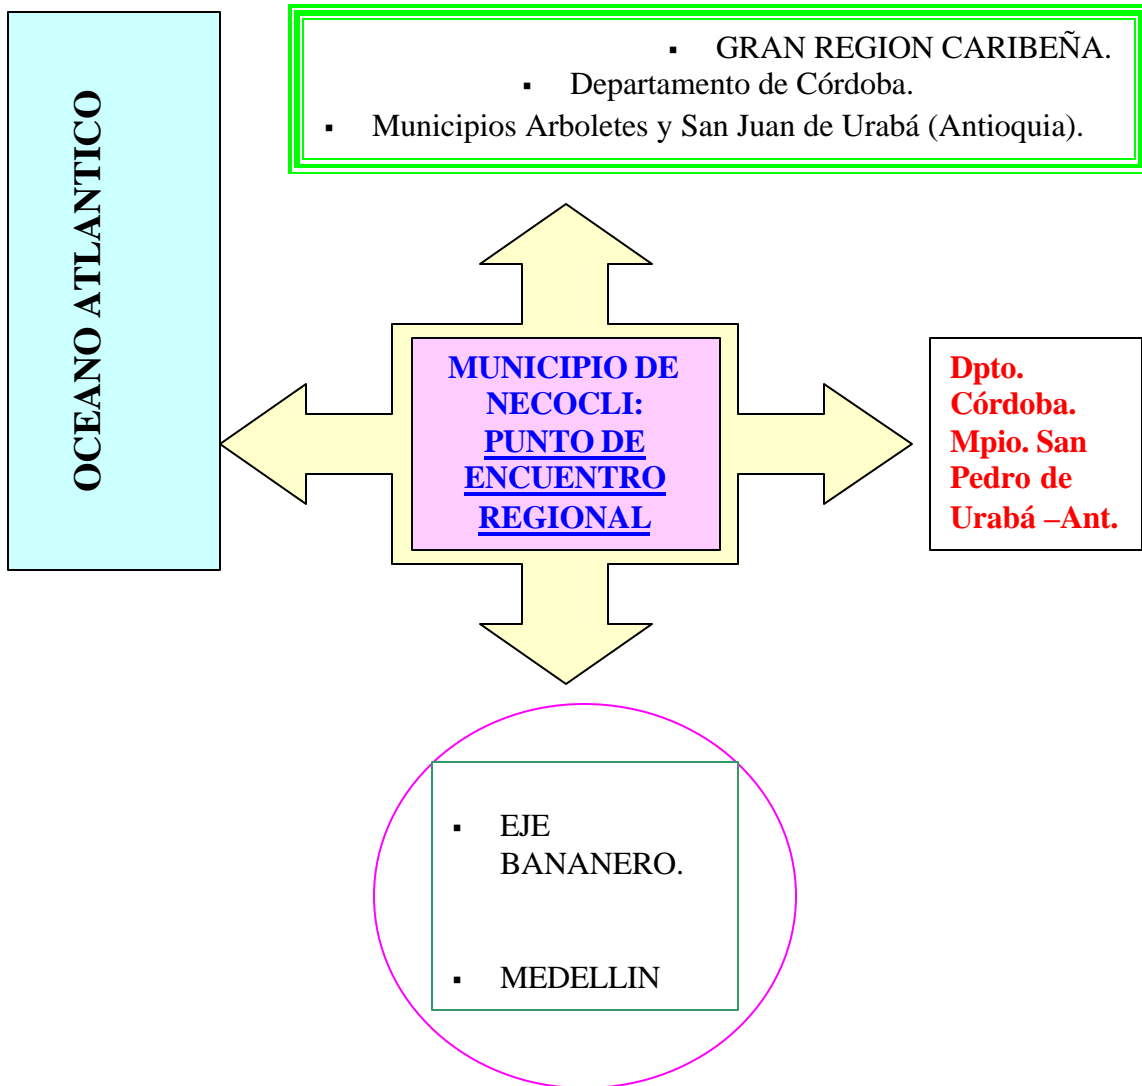 OCEANO ATLANTICO
▪ GRAN REGION CARIBEÑA.
▪ Departamento de Córdoba.
▪ Municipios Arboletes y San Juan de Urabá (Antioquia).
MUNICIPIO DE
NECOCLI:
PUNTO DE
ENCUENTRO
REGIONAL
Dpto.
Córdoba.
Mpio. San
Pedro de
Urabá –Ant.
▪ EJE
BANANERO.
▪ MEDELLIN